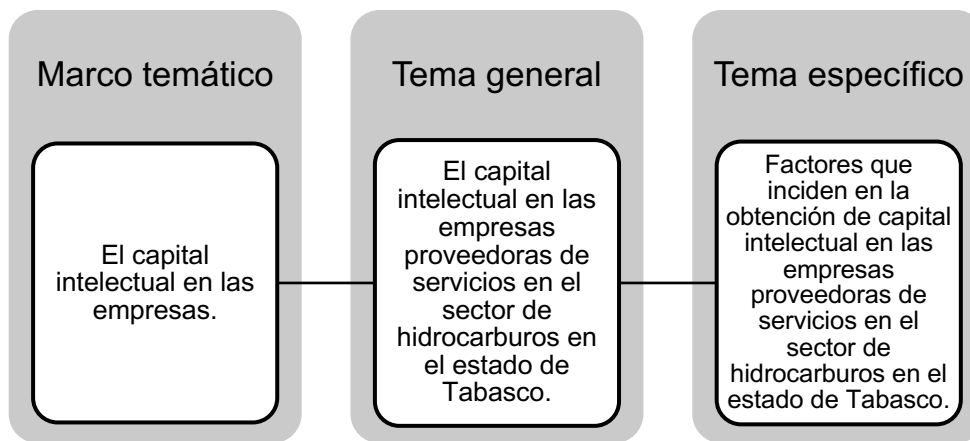 Marco temático
El capital
intelectual en las
empresas.
Tema general
El capital
intelectual en las
empresas
proveedoras de
servicios en el
sector de
hidrocarburos en
el estado de
Tabasco.
Tema específico
Factores que
inciden en la
obtención de capital
intelectual en las
empresas
proveedoras de
servicios en el
sector de
hidrocarburos en el
estado de Tabasco.